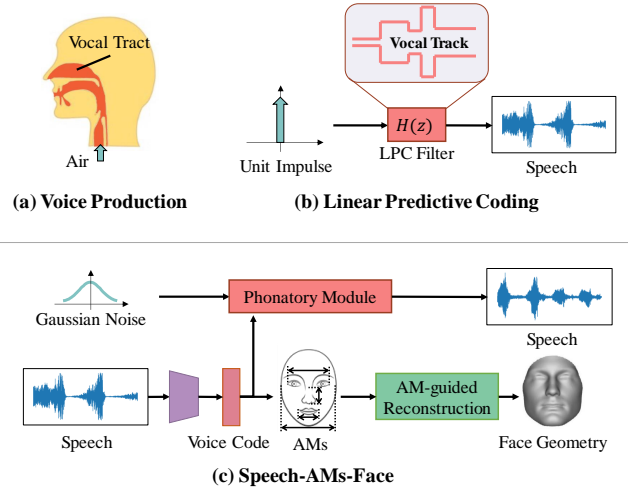 Vocal Tract
Air
(a) Voice Production
Vocal Track
H(z)
LPC Filter
Unit Impulse
Speech
(b) Linear Predictive Coding
Gaussian Noise
Phonatory Module
Speech
Speech
Voice Code
AMs
AM-guided
Reconstruction
Face Geometry
(c) Speech-AMs-Face